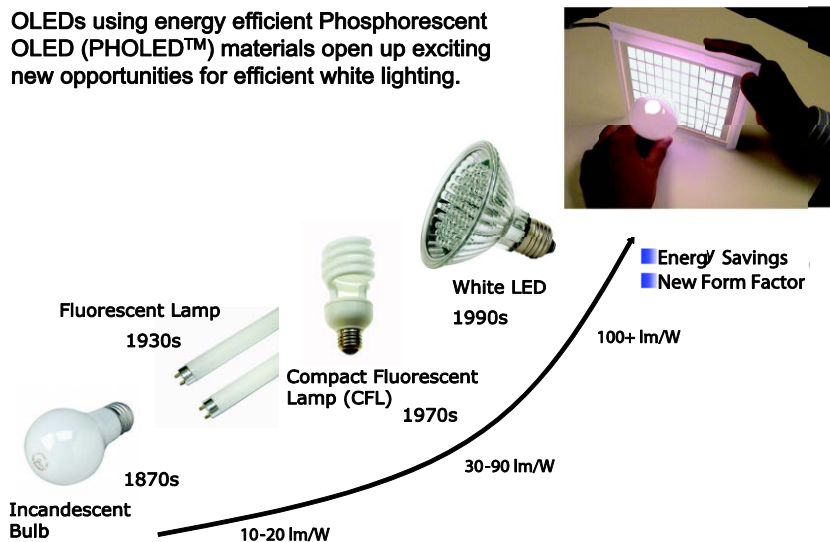 OLEDs using energy efficient Phosphorescent
OLED (PHOLED™) materials open up exciting
new opportunities for efficient white lighting.
Energy Savings
New Form Factor
White LED
1990s
Fluorescent Lamp
1930s
100+ lm/W
Compact Fluorescent
Lamp (CFL)
1970s
30-90 lm/W
1870s
Incandescent
Bulb
10-20 lm/W